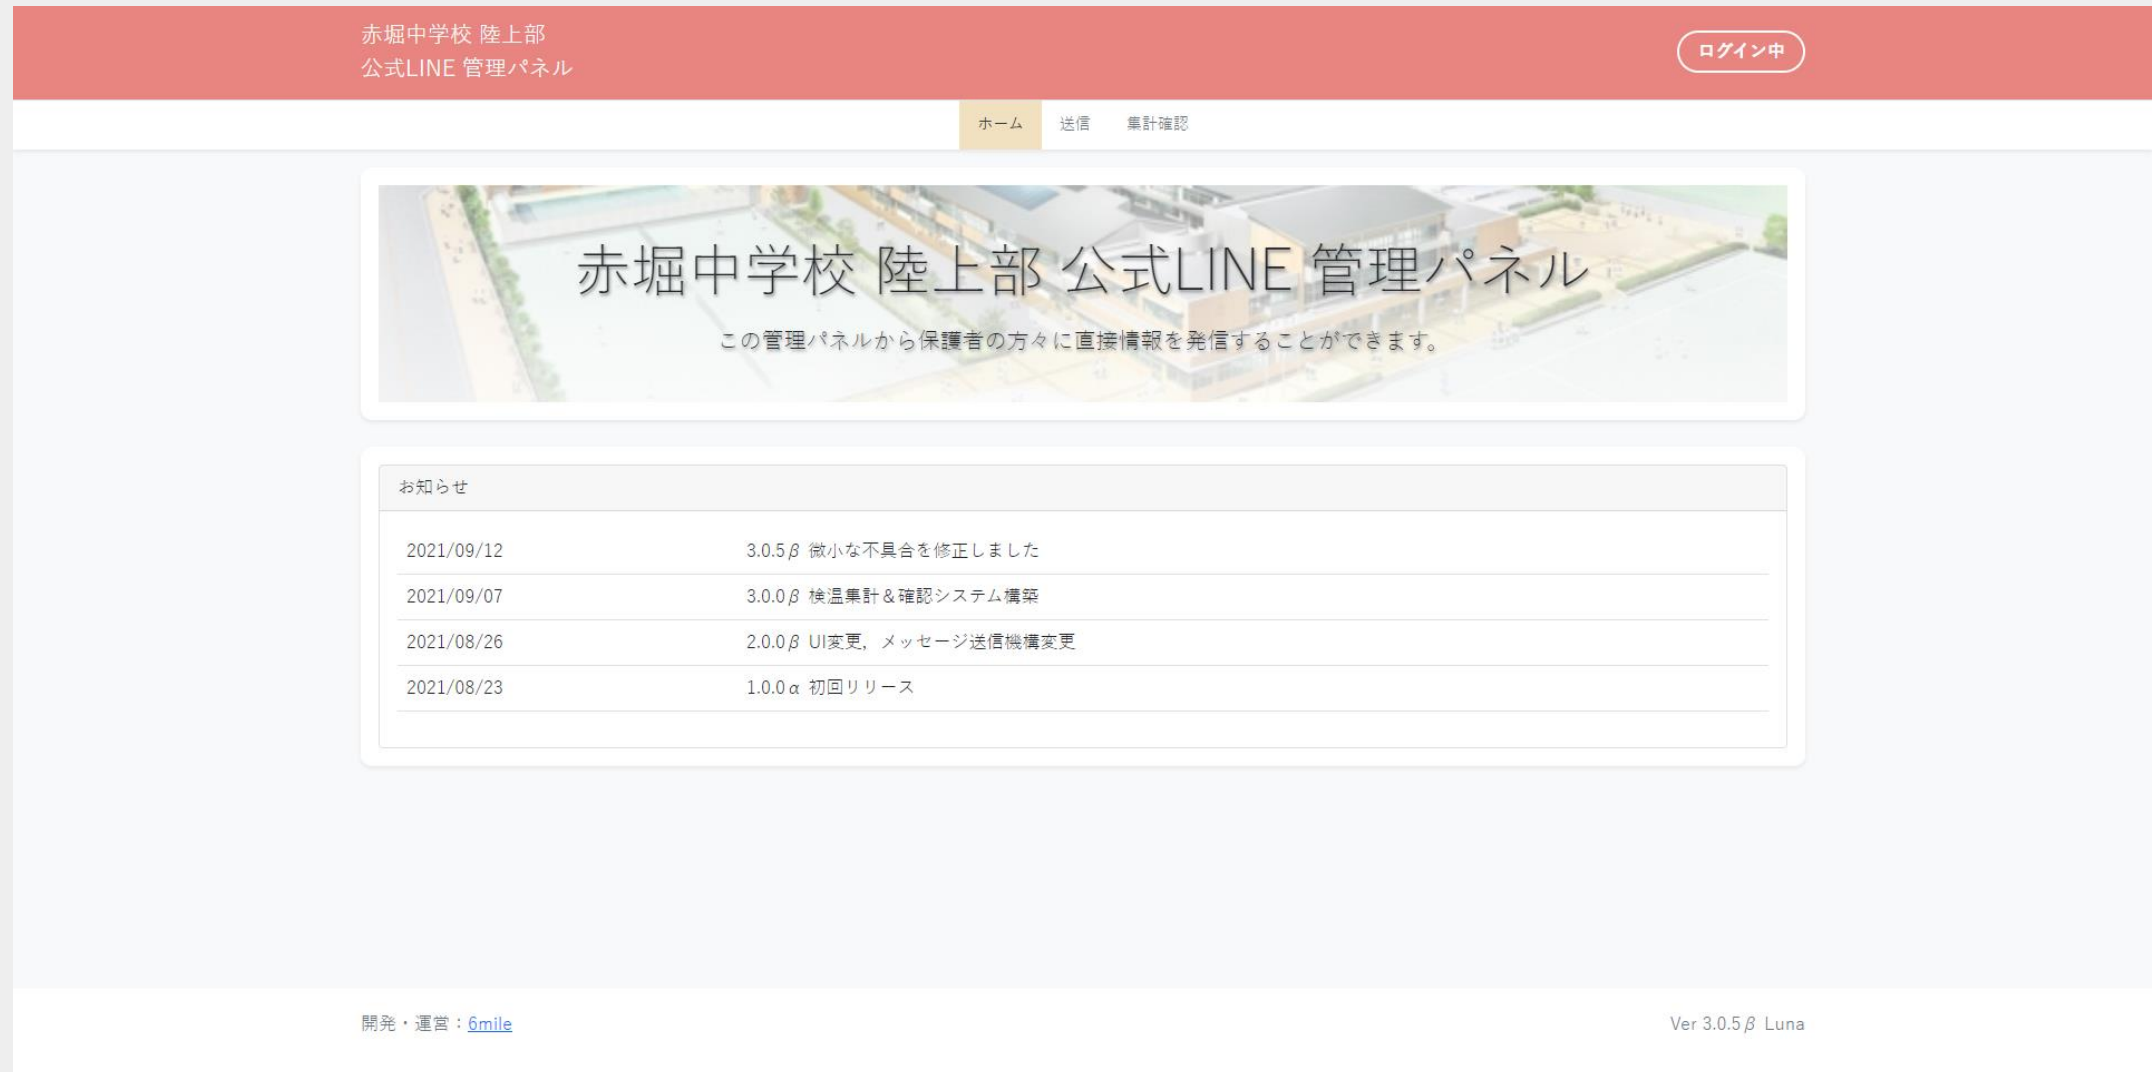 赤堀中学校 陸上部
公式LINE 管理パネル
ログイン中
ホーム 送信 集計確認
赤堀中学校 陸上部 公式LINE 管理パネル
この管理パネルから保護者の方々に直接情報を発信することができます。
お知らせ
2021/09/12 3.0.5β 微小な不具合を修正しました
2021/09/07 3.0.0β 検温集計＆確認システム構築
2021/08/26 2.0.0β UI変更，メッセージ送信機構変更
2021/08/23 1.0.0α 初回リリース
開発・運営：6mile
Ver 3.0.5β Luna